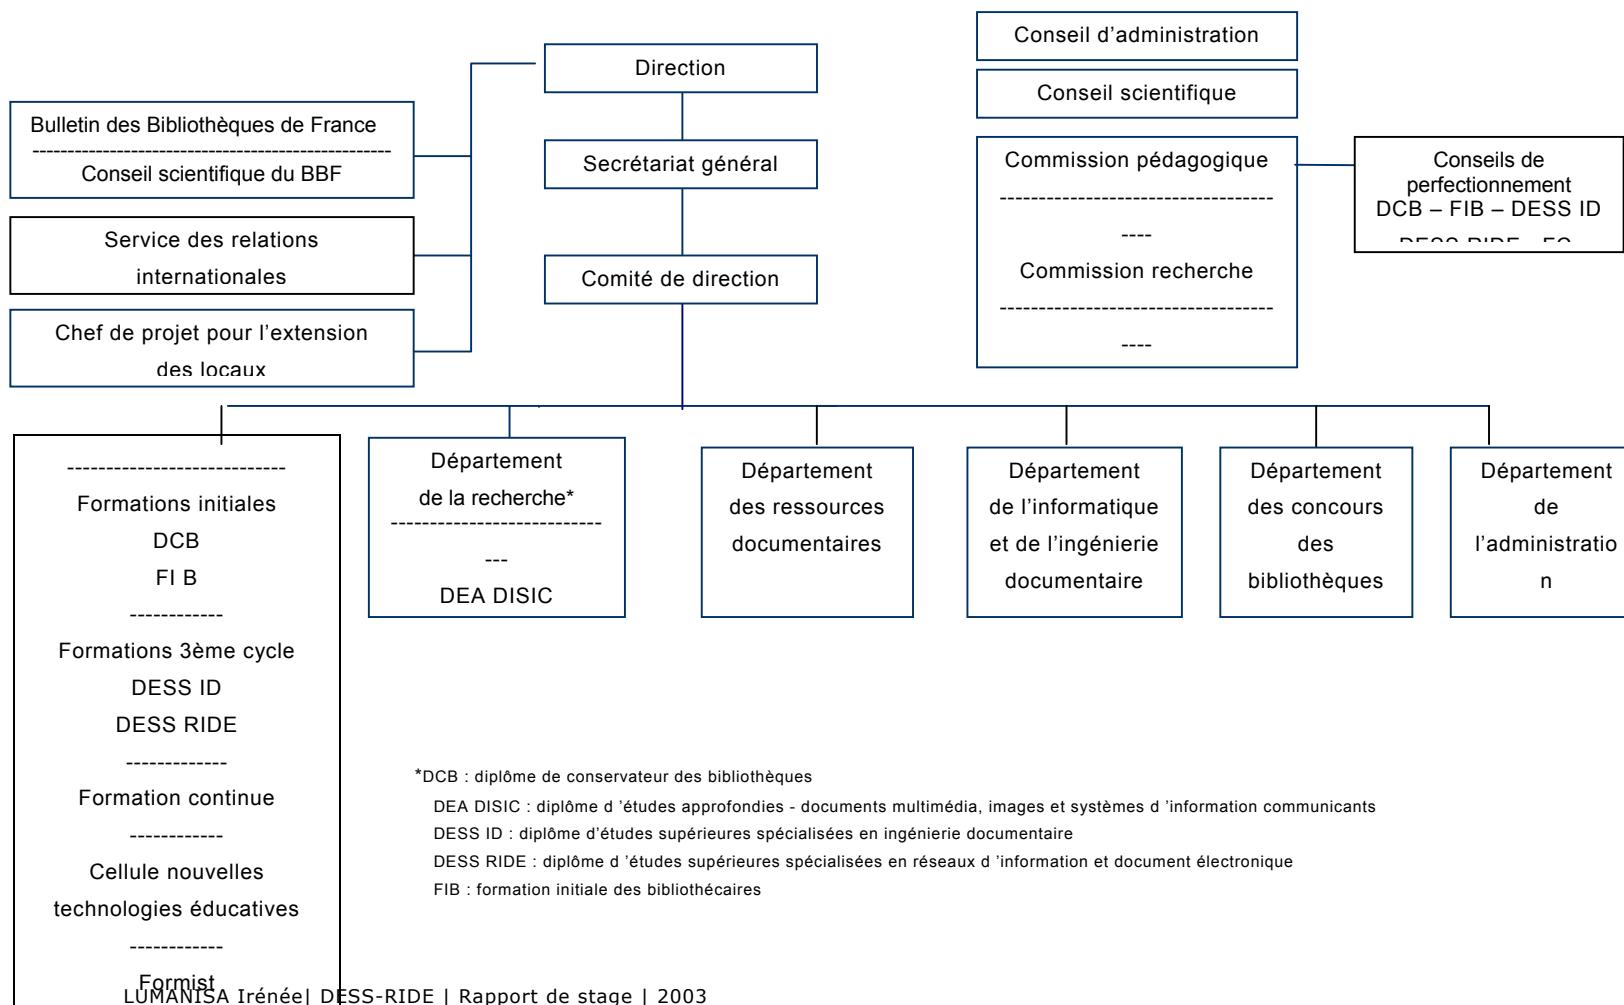 Conseil d’administration
Direction
Conseil scientifique
Bulletin des Bibliothèques de France
-----------------------------------------------
Conseil scientifique du BBF
Secrétariat général
Commission pédagogique
-----------------------------------
----
Commission recherche
-----------------------------------
----
Conseils de
perfectionnement
DCB – FIB – DESS ID
DESS RIDE - FC
Service des relations
internationales
Comité de direction
Chef de projet pour l’extension
des locaux
----------------------------
Formations initiales
DCB
FI B
------------
Formations 3ème cycle
DESS ID
DESS RIDE
-------------
Formation continue
------------
Cellule nouvelles
technologies éducatives
------------
Formist
Département
de la recherche*
---------------------------
---
DEA DISIC
Département
des ressources
documentaires
Département
de l’informatique
et de l’ingénierie
documentaire
Département
des concours
des
bibliothèques
Département
de
l’administratio
n
*DCB : diplôme de conservateur des bibliothèques
DEA DISIC : diplôme d ’études approfondies - documents multimédia, images et systèmes d ’information communicants
DESS ID : diplôme d’études supérieures spécialisées en ingénierie documentaire
DESS RIDE : diplôme d ’études supérieures spécialisées en réseaux d ’information et document électronique
FIB : formation initiale des bibliothécaires
LUMANISA Irénée| DESS-RIDE | Rapport de stage | 2003